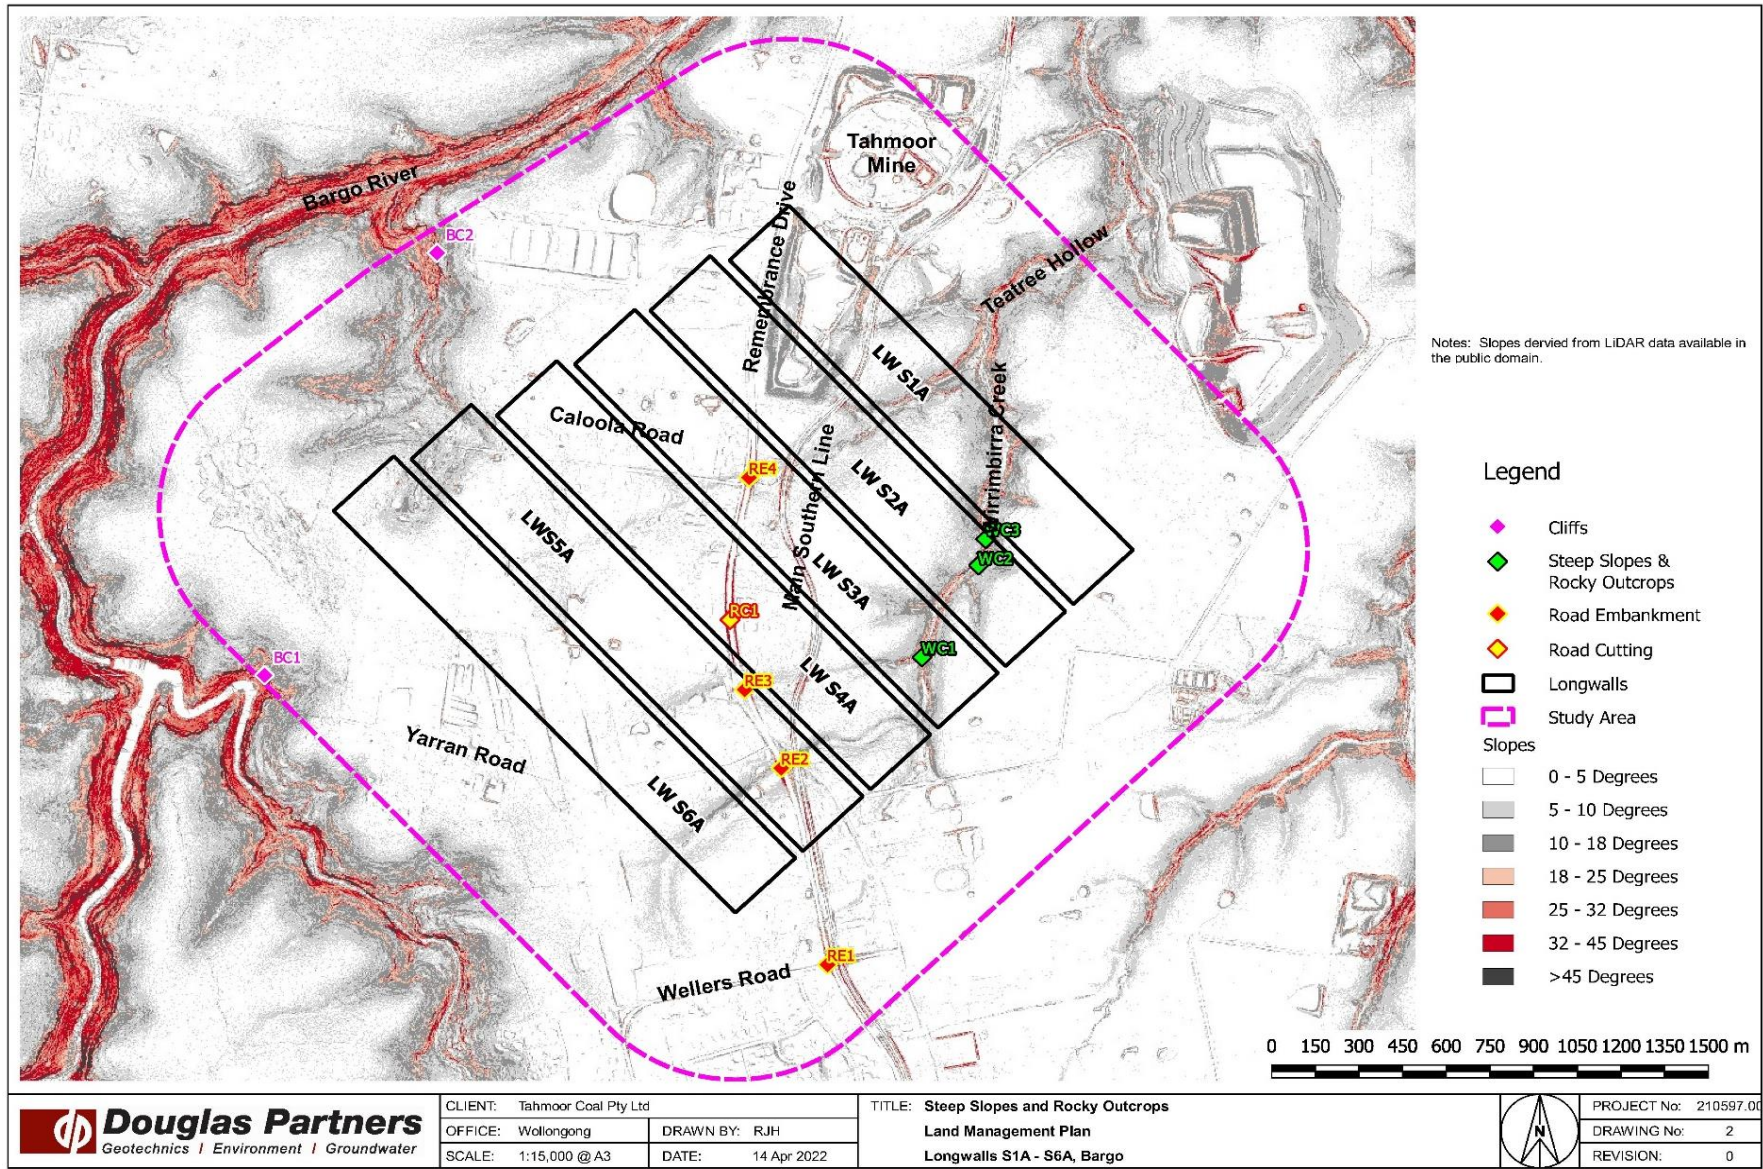 Tahmoor
Mine
Bargo River
BC2
Remembrance Drive
Teatree Hollow
LW S1A
Wirrimbirra Creek
Caloola Road
Main Southern Line
RE4
LW S2A
LWS5A
WC3
WC2
LW S3A
RC1
WC1
BC1
RE3
LW S4A
Yarran Road
RE2
LW S6A
RE1
Wellers Road
Notes: Slopes dervied from LiDAR data available in
the public domain.
Legend
Cliffs
Steep Slopes &
Rocky Outcrops
Road Embankment
Road Cutting
Longwalls
Study Area
Slopes
0 - 5 Degrees
5 - 10 Degrees
10 - 18 Degrees
18 - 25 Degrees
25 - 32 Degrees
32 - 45 Degrees
>45 Degrees
0 150 300 450 600 750 900 1050 1200 1350 1500 m
Douglas Partners
Geotechnics | Environment | Groundwater
CLIENT: Tahmoor Coal Pty Ltd
OFFICE: Wollongong
DRAWN BY: RJH
SCALE: 1:15,000 @ A3
DATE: 14 Apr 2022
TITLE: Steep Slopes and Rocky Outcrops
Land Management Plan
Longwalls S1A - S6A, Bargo
N
PROJECT No: 210597.00
DRAWING No: 2
REVISION: 0